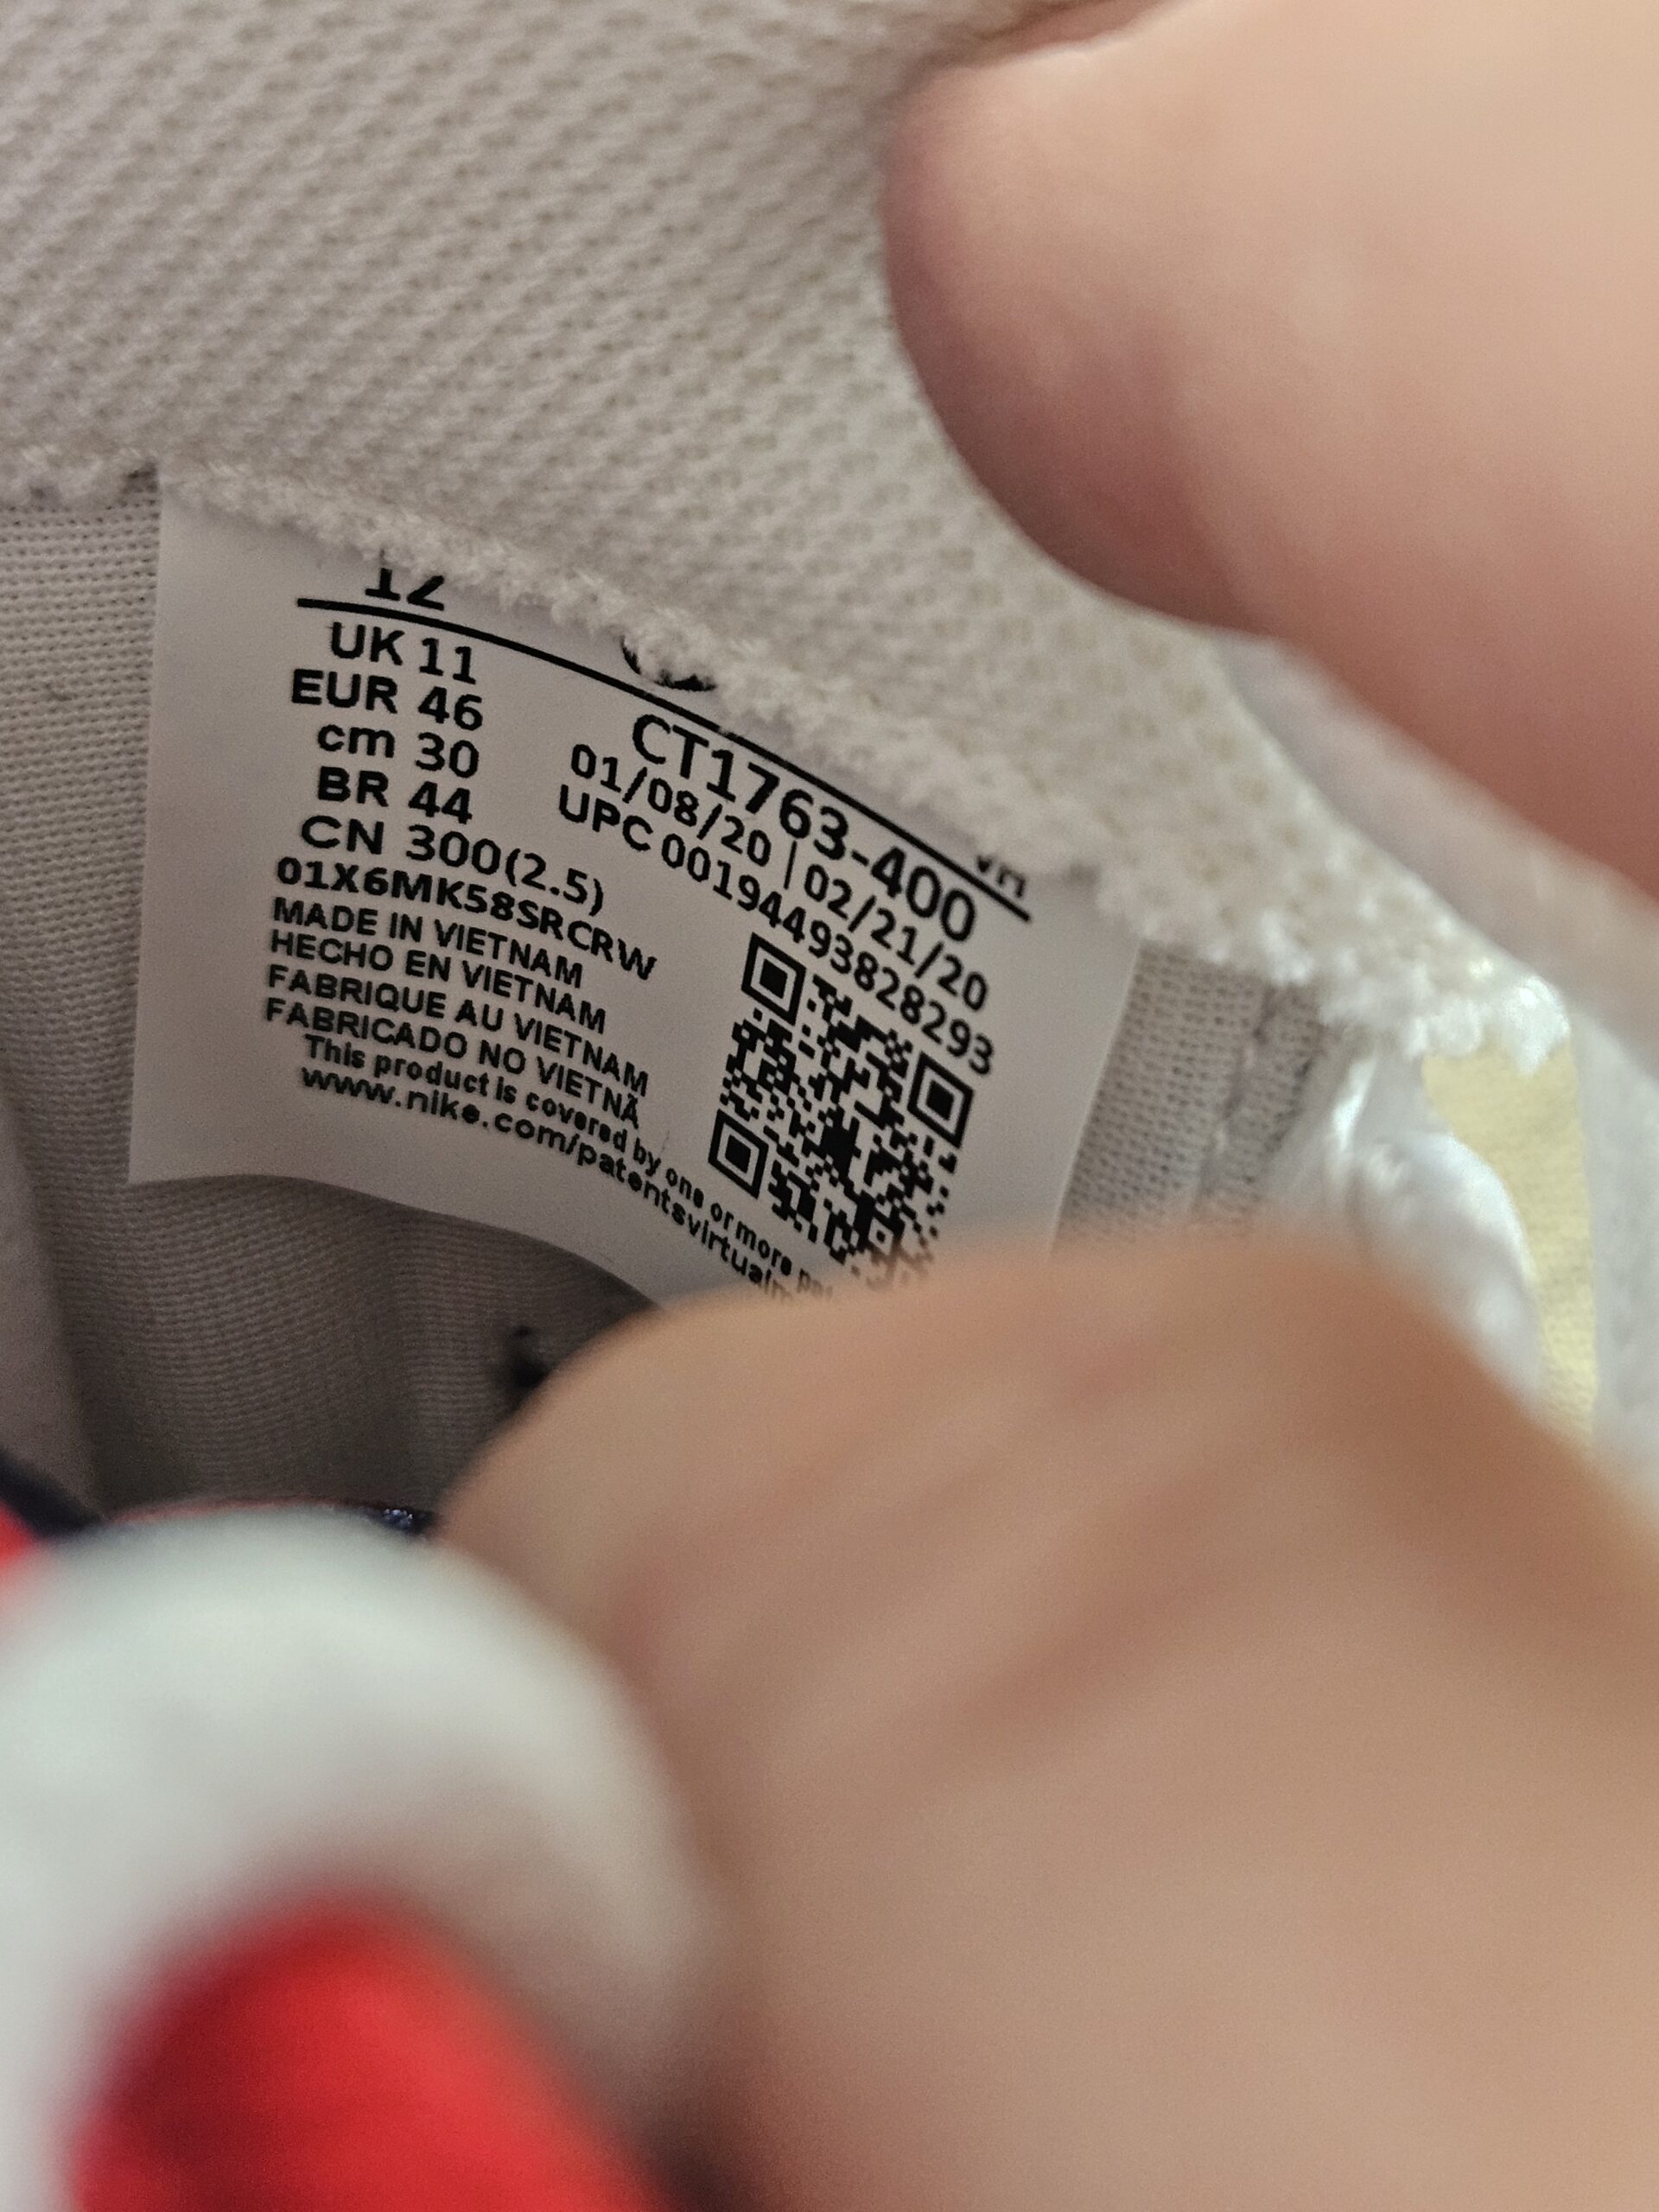 12
UK 11
EUR 46
cm 30
BR 44
CN 300(2.5)
01X6MK58SRCRW
MADE IN VIETNAM
HECHO EN VIETNAM
FABRIQUE AU VIETNAM
FABRICADO NO VIETNÃ
This product is covered by one or more
www.nike.com/patentsvirtualm
CT1763-400
01/08/20 | 02/21/20
UPC 00194493828293